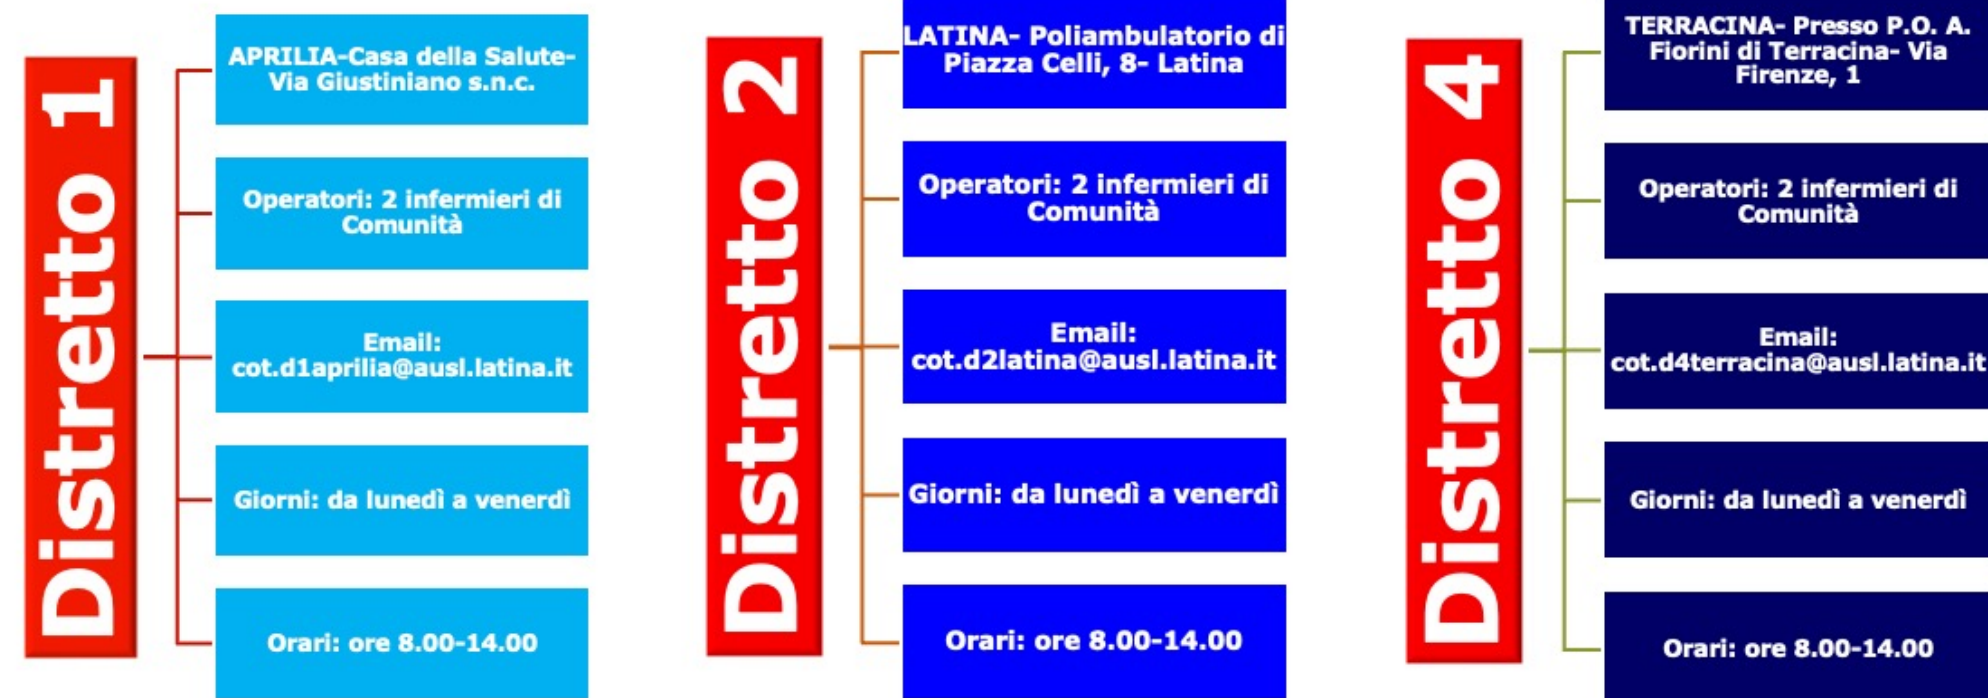 Distretto 1
APRILIA-Casa della Salute-
Via Giustiniano s.n.c.
Operatori: 2 infermieri di
Comunità
Email:
cot.d1aprilia@ausl.latina.it
Giorni: da lunedì a venerdì
Orari: ore 8.00-14.00
Distretto 2
LATINA- Poliambulatorio di
Piazza Celli, 8- Latina
Operatori: 2 infermieri di
Comunità
Email:
cot.d2latina@ausl.latina.it
Giorni: da lunedì a venerdì
Orari: ore 8.00-14.00
Distretto 4
TERRACINA- Presso P.O. A.
Fiorini di Terracina- Via
Firenze, 1
Operatori: 2 infermieri di
Comunità
Email:
cot.d4terracina@ausl.latina.it
Giorni: da lunedì a venerdì
Orari: ore 8.00-14.00